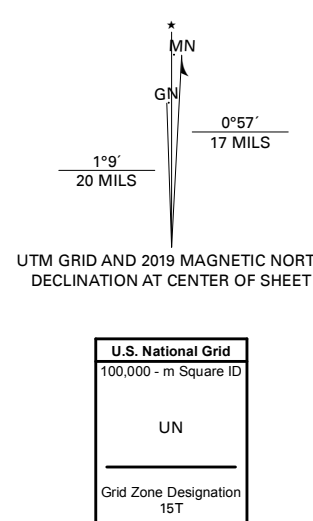 ★
MN
GN
0°57´
17 MILS
1°9´
20 MILS
UTM GRID AND 2019 MAGNETIC NORT
DECLINATION AT CENTER OF SHEET
U.S. National Grid
100,000 - m Square ID
UN
Grid Zone Designation
15T